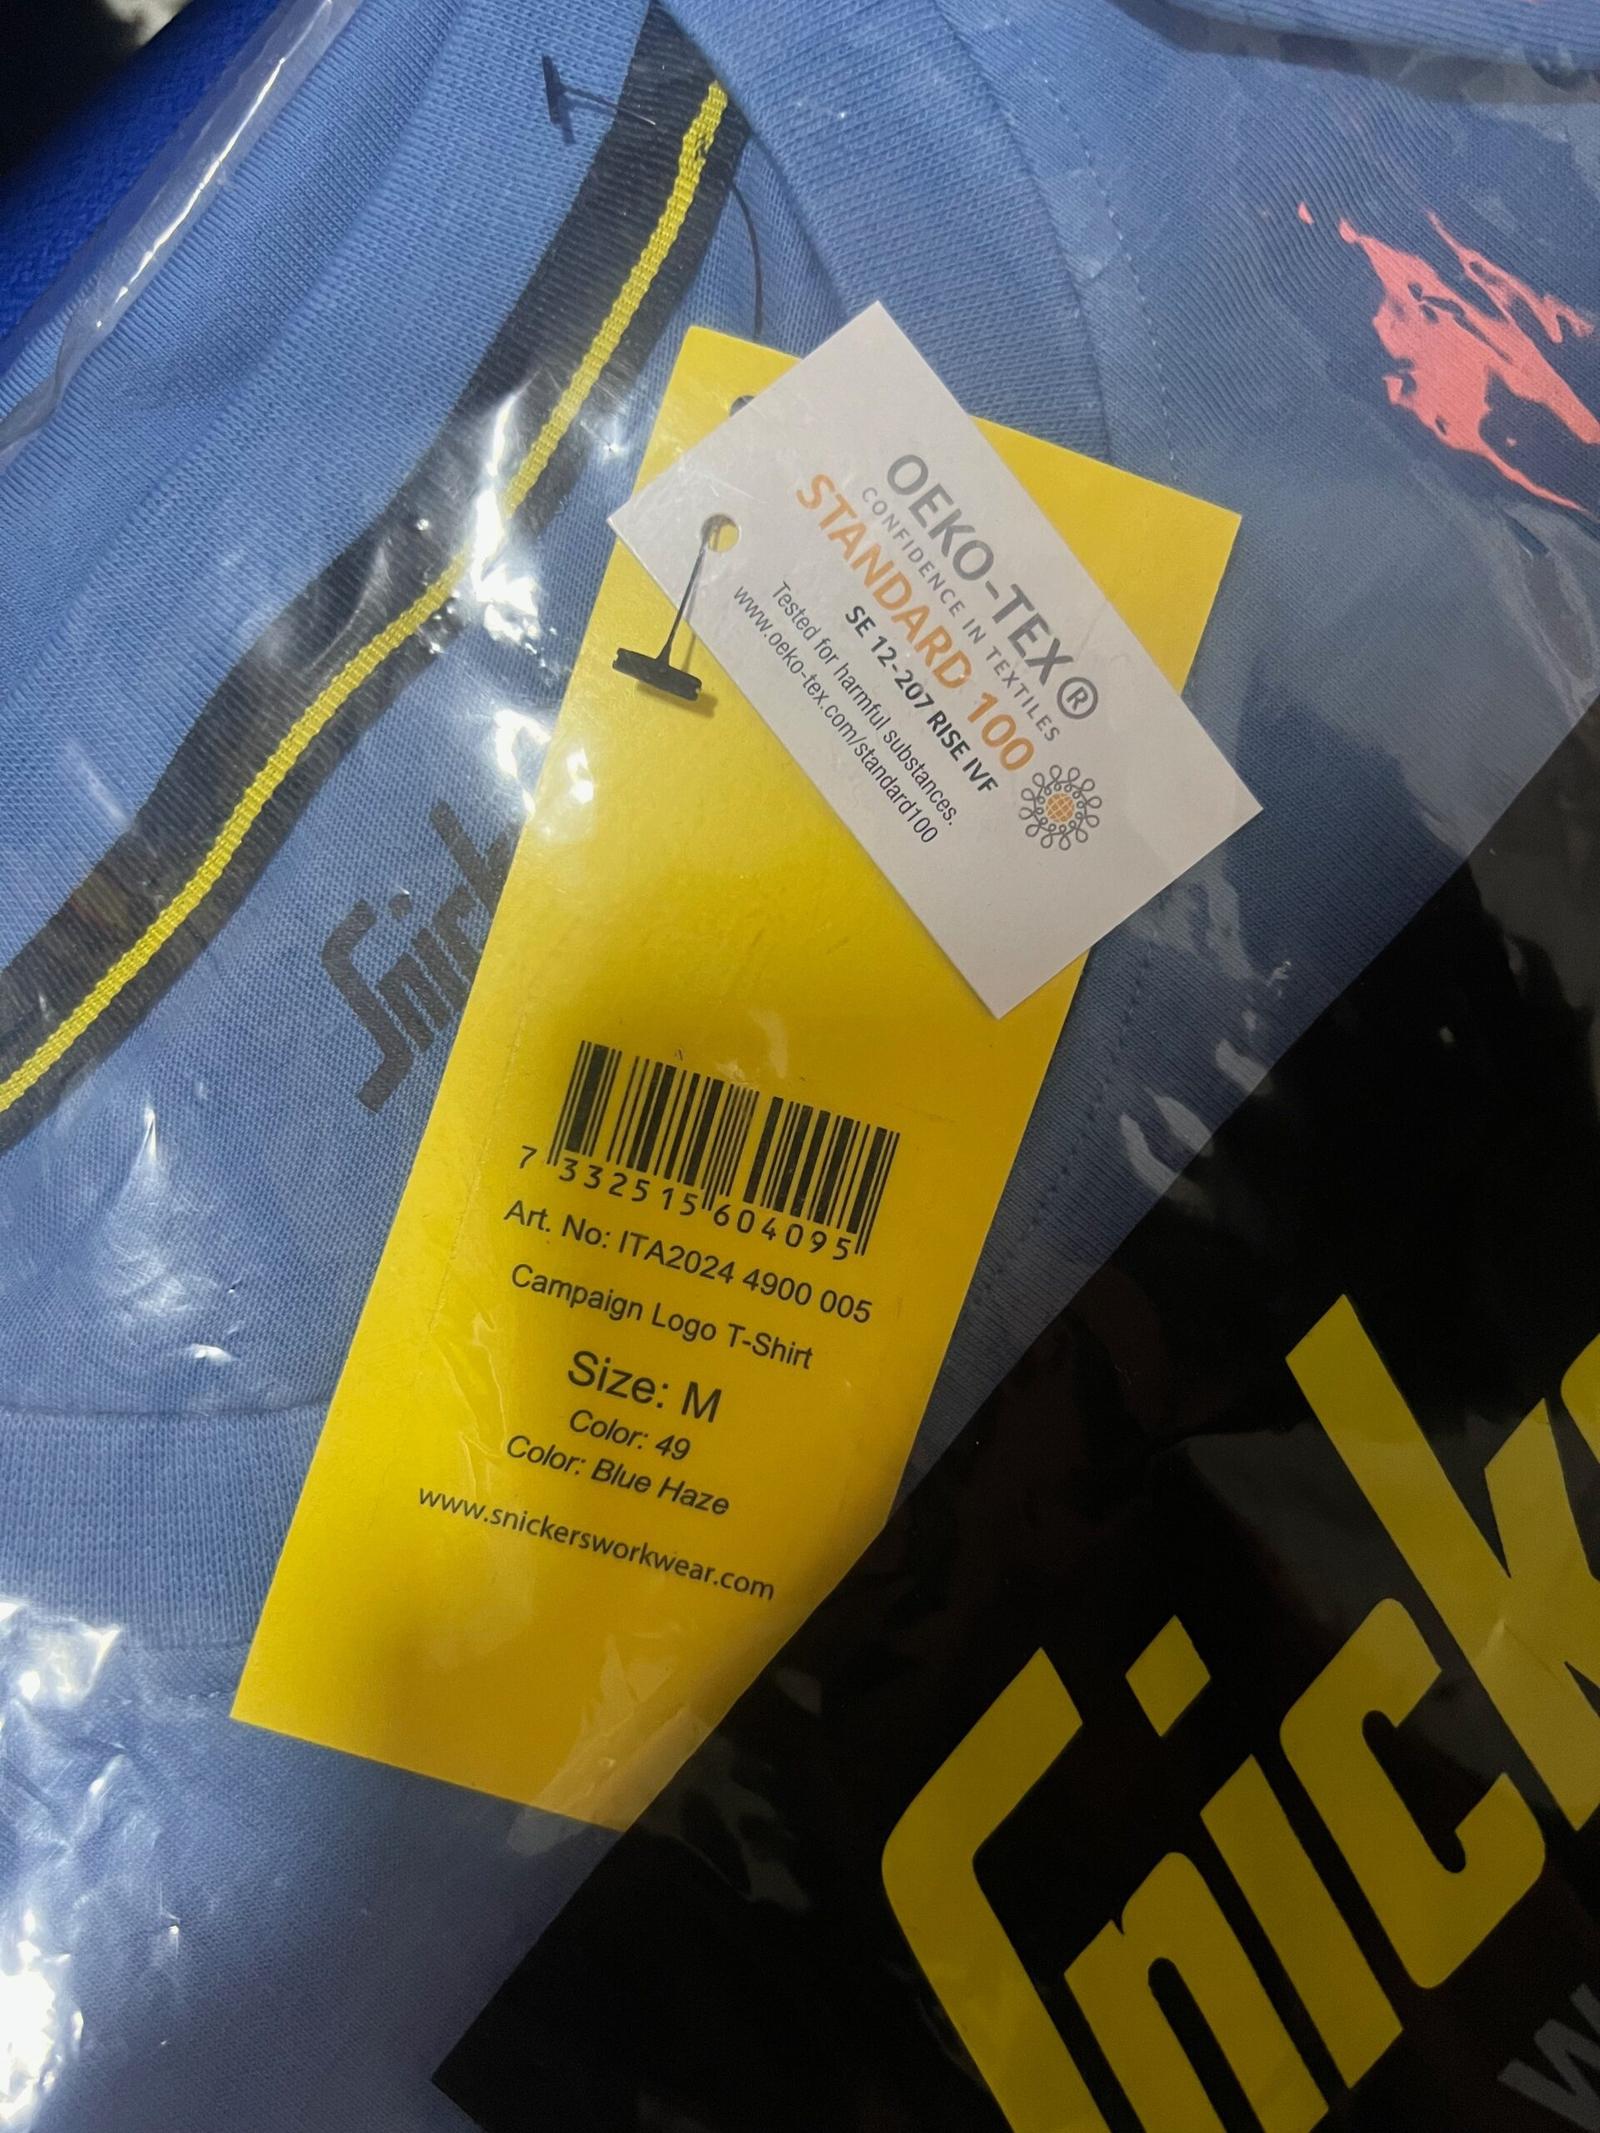 OEKO-TEX®
CONFIDENCE IN TEXTILES
STANDARD 100
SE 12-207 RISE IVF
Tested for harmful substances.
www.oeko-tex.com/standard100
Snick
7 332515 604095
Art. No: ITA2024 4900 005
Campaign Logo T-Shirt
Size: M
Color: 49
Color: Blue Haze
www.snickersworkwear.com
Snicke
W